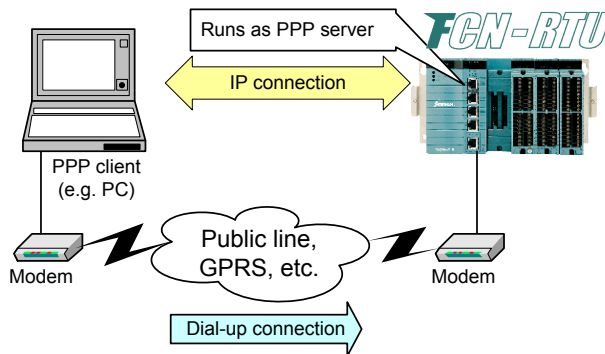 Runs as PPP server
FCN-RTU
IP connection
PPP client
(e.g. PC)
Public line,
GPRS, etc.
Modem
Modem
Dial-up connection